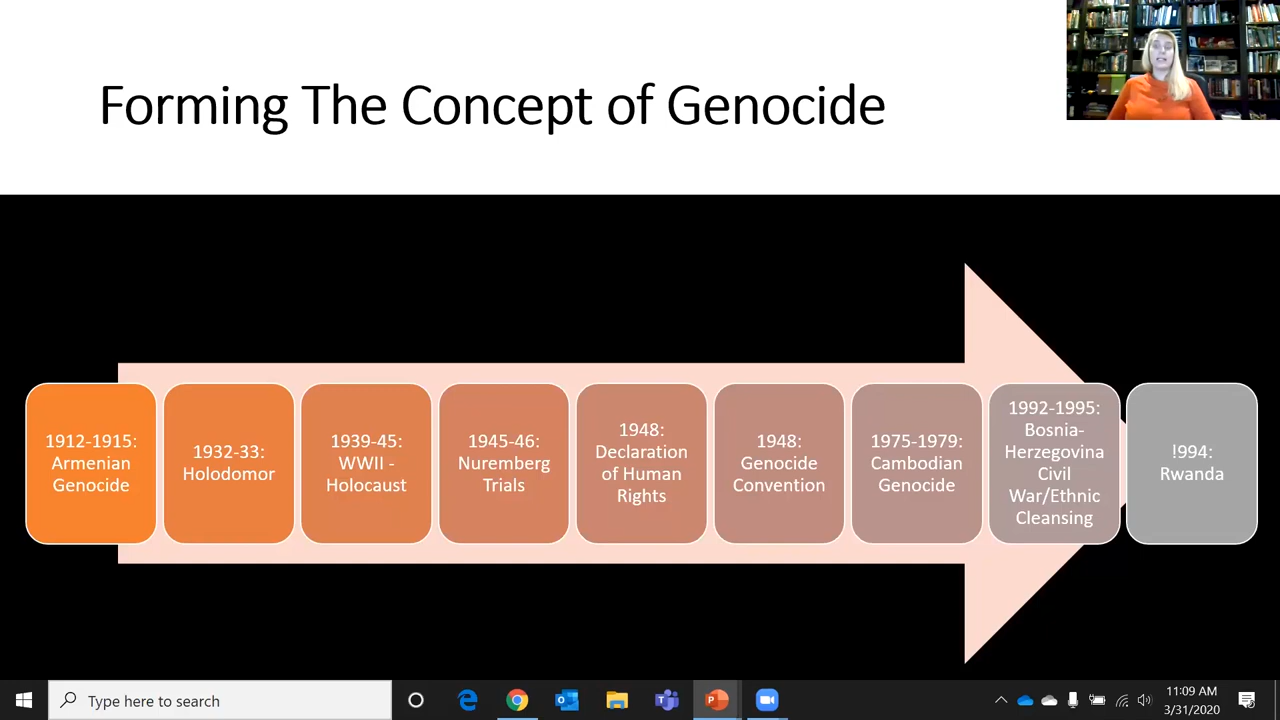 Forming The Concept of Genocide
1912-1915:
Armenian
Genocide
1932-33:
Holodomor
1939-45:
WWII -
Holocaust
1945-46:
Nuremberg
Trials
1948:
Declaration
of Human
Rights
1948:
Genocide
Convention
1975-1979:
Cambodian
Genocide
1992-1995:
Bosnia-
Herzegovina
Civil
War/Ethnic
Cleansing
!994:
Rwanda
Type here to search
11:09 AM
3/31/2020